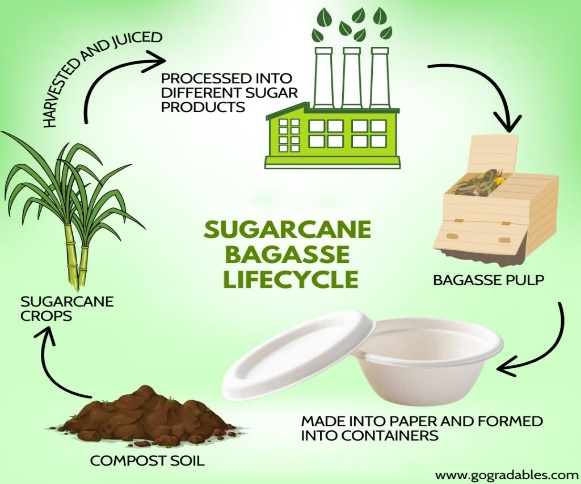 HARVESTED AND JUICED
PROCESSED INTO
DIFFERENT SUGAR
PRODUCTS
SUGARCANE
BAGASSE
LIFECYCLE
BAGASSE PULP
SUGARCANE
CROPS
MADE INTO PAPER AND FORMED
INTO CONTAINERS
COMPOST SOIL
www.gogradables.com